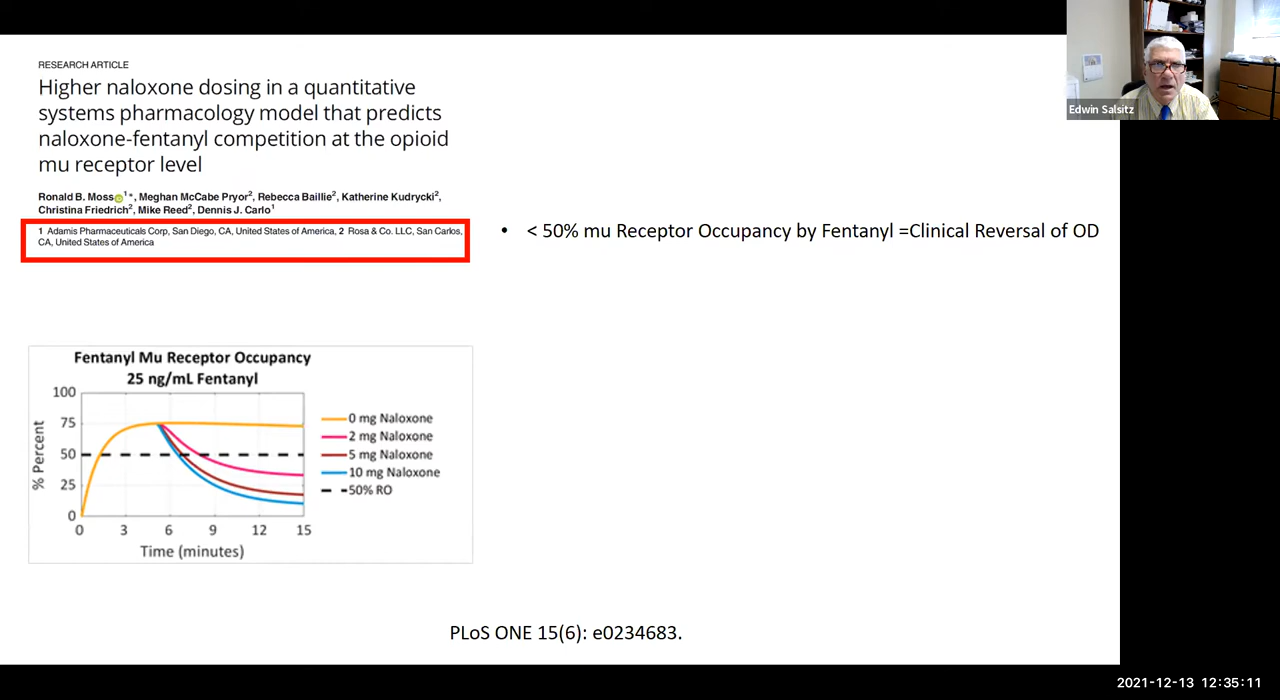 RESEARCH ARTICLE
Higher naloxone dosing in a quantitative
systems pharmacology model that predicts
naloxone-fentanyl competition at the opioid
mu receptor level
Ronald B. Moss 1*, Meghan McCabe Pryor2, Rebecca Baillie2, Katherine Kudrycki2,
Christina Friedrich2, Mike Reed2, Dennis J. Carlo1
1 Adamis Pharmaceuticals Corp, San Diego, CA, United States of America, 2 Rosa & Co. LLC, San Carlos,
CA, United States of America
• < 50% mu Receptor Occupancy by Fentanyl =Clinical Reversal of OD
Fentanyl Mu Receptor Occupancy
25 ng/mL Fentanyl
% Percent
100
75
50
25
0
0 3 6 9 12 15
Time (minutes)
0 mg Naloxone
2 mg Naloxone
5 mg Naloxone
10 mg Naloxone
50% RO
PLoS ONE 15(6): e0234683.
Edwin Salsitz
2021-12-13 12:35:11